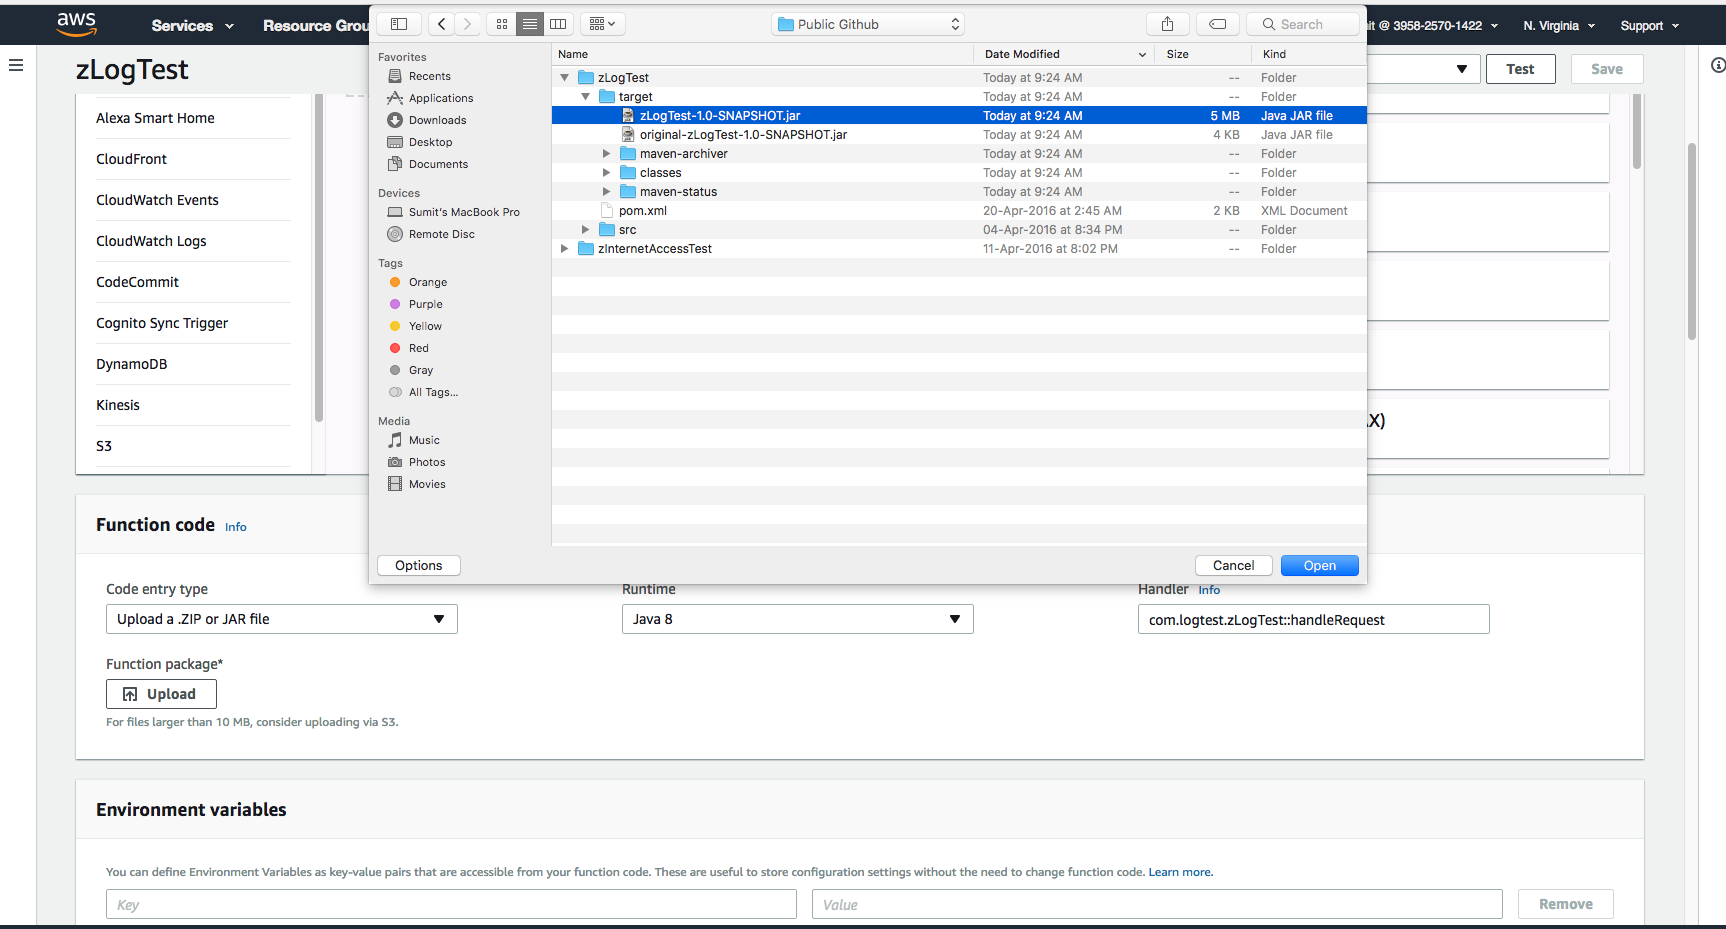 aws Services Resource Grou
Public Github
Search
it @ 3958-2570-1422 N. Virginia Support
zLogTest
Test Save
Alexa Smart Home
CloudFront
CloudWatch Events
CloudWatch Logs
CodeCommit
Cognito Sync Trigger
DynamoDB
Kinesis
S3
Favorites
Recents
Applications
Downloads
Desktop
Documents
Devices
Sumit's MacBook Pro
Remote Disc
Tags
Orange
Purple
Yellow
Red
Gray
All Tags...
Media
Music
Photos
Movies
Name Date Modified Size Kind
zLogTest Today at 9:24 AM -- Folder
target Today at 9:24 AM -- Folder
zLogTest-1.0-SNAPSHOT.jar Today at 9:24 AM 5 MB Java JAR file
original-zLogTest-1.0-SNAPSHOT.jar Today at 9:24 AM 4 KB Java JAR file
maven-archiver Today at 9:24 AM -- Folder
classes Today at 9:24 AM -- Folder
maven-status Today at 9:24 AM -- Folder
pom.xml 20-Apr-2016 at 2:45 AM 2 KB XML Document
src 04-Apr-2016 at 8:34 PM -- Folder
zInternetAccessTest 11-Apr-2016 at 8:02 PM -- Folder
X)
Options Cancel Open
Function code Info
Code entry type
Upload a .ZIP or JAR file
Runtime
Java 8
Handler Info
com.logtest.zLogTest::handleRequest
Function package*
Upload
For files larger than 10 MB, consider uploading via S3.
Environment variables
You can define Environment Variables as key-value pairs that are accessible from your function code. These are useful to store configuration settings without the need to change function code. Learn more.
Key Value Remove